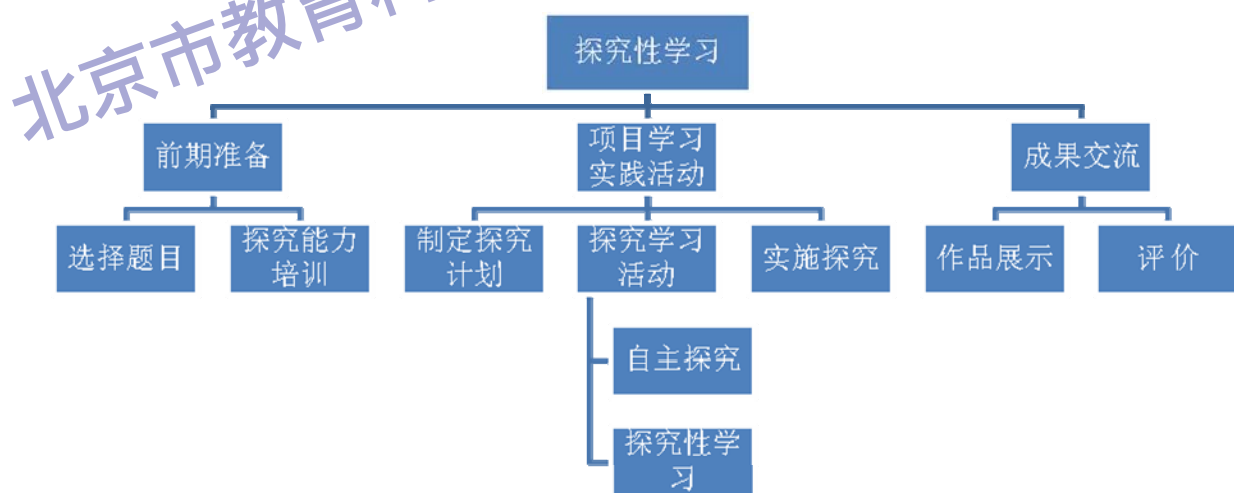 北京市教育科
探究性学习
前期准备
项目学习
实践活动
成果交流
选择题目
探究能力
培训
制定探究
计划
探究学习
活动
实施探究
作品展示
评价
自主探究
探究性学
习